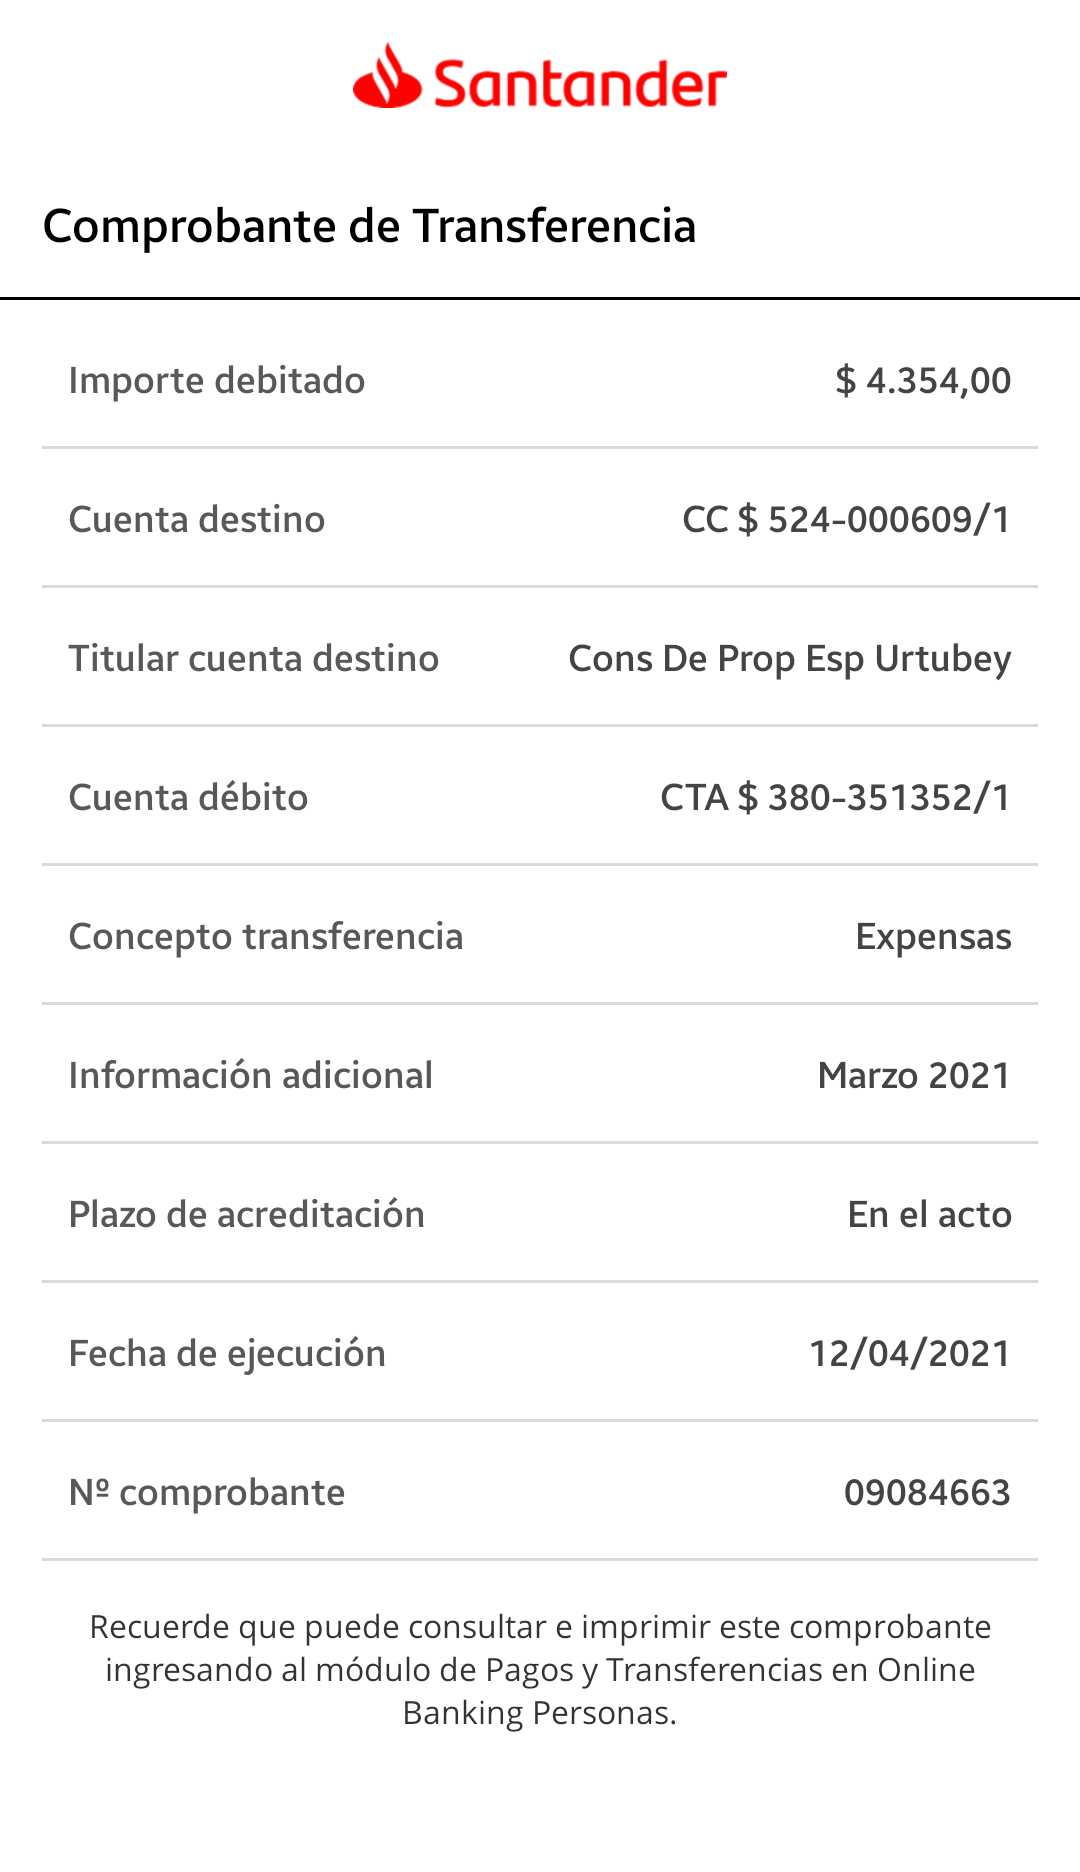 Santander
Comprobante de Transferencia
Importe debitado $ 4.354,00
Cuenta destino CC $ 524-000609/1
Titular cuenta destino Cons De Prop Esp Urtubey
Cuenta débito CTA $ 380-351352/1
Concepto transferencia Expensas
Información adicional Marzo 2021
Plazo de acreditación En el acto
Fecha de ejecución 12/04/2021
Nº comprobante 09084663
Recuerde que puede consultar e imprimir este comprobante
ingresando al módulo de Pagos y Transferencias en Online
Banking Personas.